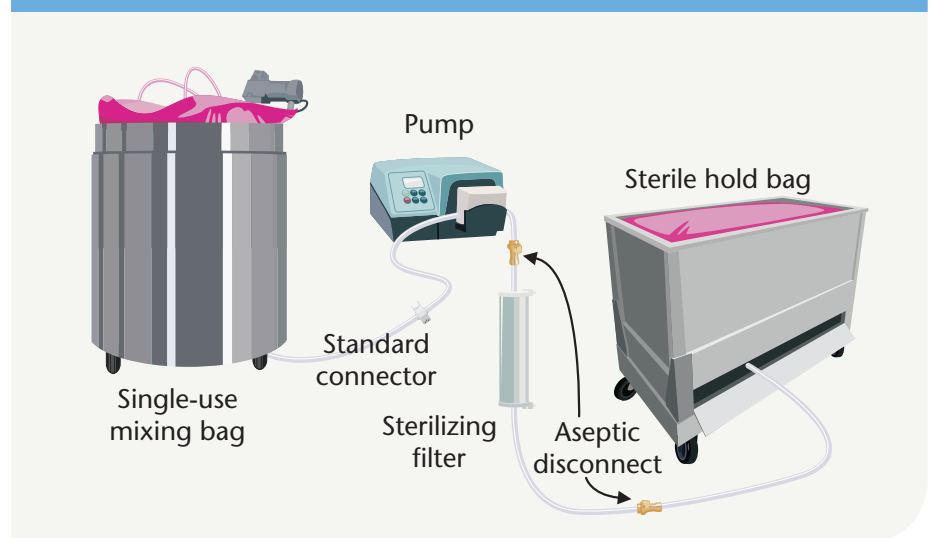 Pump
Sterile hold bag
Standard
connector
Single-use
mixing bag
Sterilizing
filter
Aseptic
disconnect